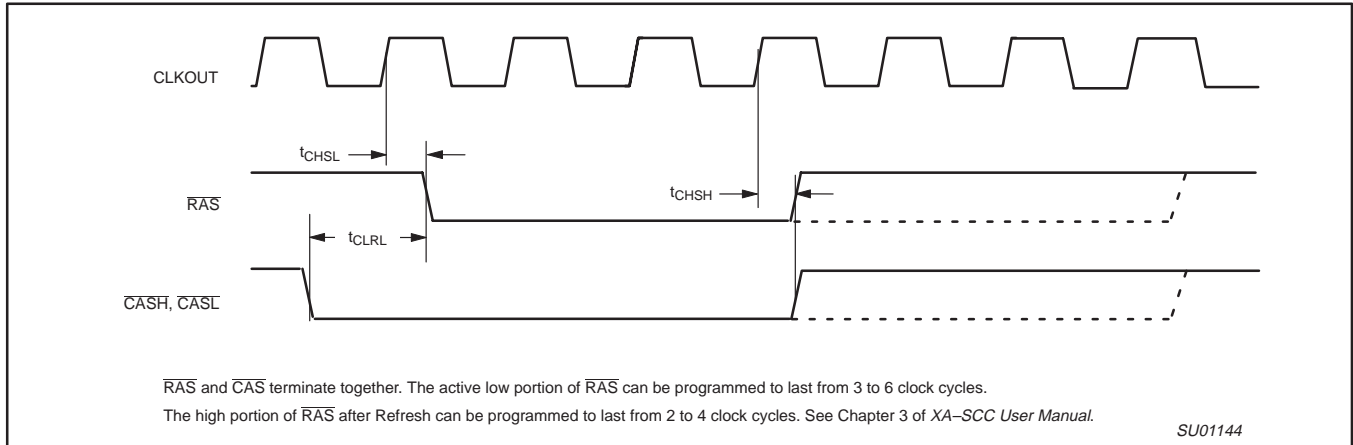 CLKOUT
tCHSL
RAS
tCHSH
tCLRL
CASH, CASL
RAS and CAS terminate together. The active low portion of RAS can be programmed to last from 3 to 6 clock cycles.
The high portion of RAS after Refresh can be programmed to last from 2 to 4 clock cycles. See Chapter 3 of XA–SCC User Manual.
SU01144